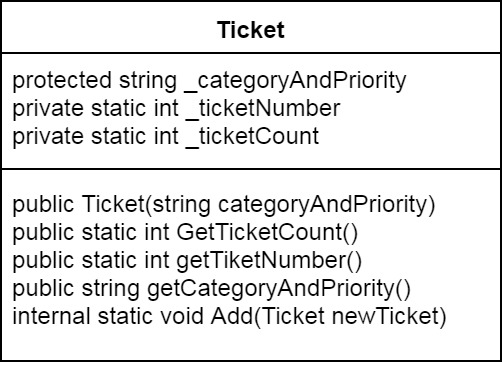 Ticket
protected string _categoryAndPriority
private static int _ticketNumber
private static int _ticketCount
public Ticket(string categoryAndPriority)
public static int GetTicketCount()
public static int getTiketNumber()
public string getCategoryAndPriority()
internal static void Add(Ticket newTicket)